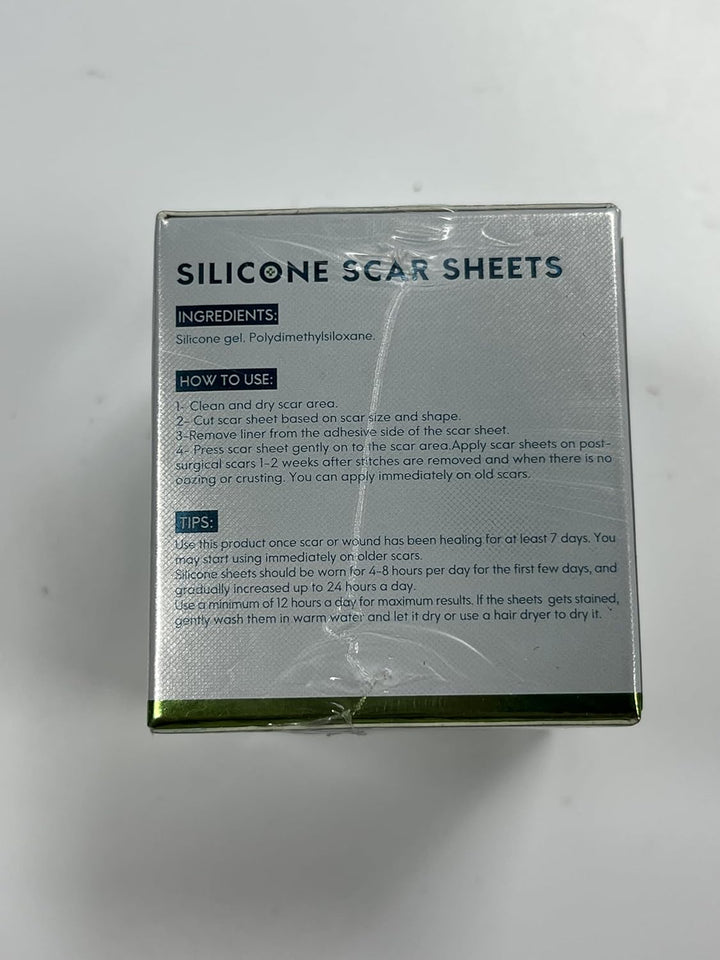 SILICONE SCAR SHEETS
INGREDIENTS:
Silicone gel. Polydimethylsiloxane.
HOW TO USE:
1- Clean and dry scar area.
2- Cut scar sheet based on scar size and shape.
3-Remove liner from the adhesive side of the scar sheet.
4- Press scar sheet gently on to the scar area.Apply scar sheets on post-
surgical scars 1-2 weeks after stitches are removed and when there is no
oozing or crusting. You can apply immediately on old scars.
TIPS:
Use this product once scar or wound has been healing for at least 7 days. You
may start using immediately on older scars.
Silicone sheets should be worn for 4-8 hours per day for the first few days, and
gradually increased up to 24 hours a day.
Use a minimum of 12 hours a day for maximum results. If the sheets gets stained,
gently wash them in warm water and let it dry or use a hair dryer to dry it.